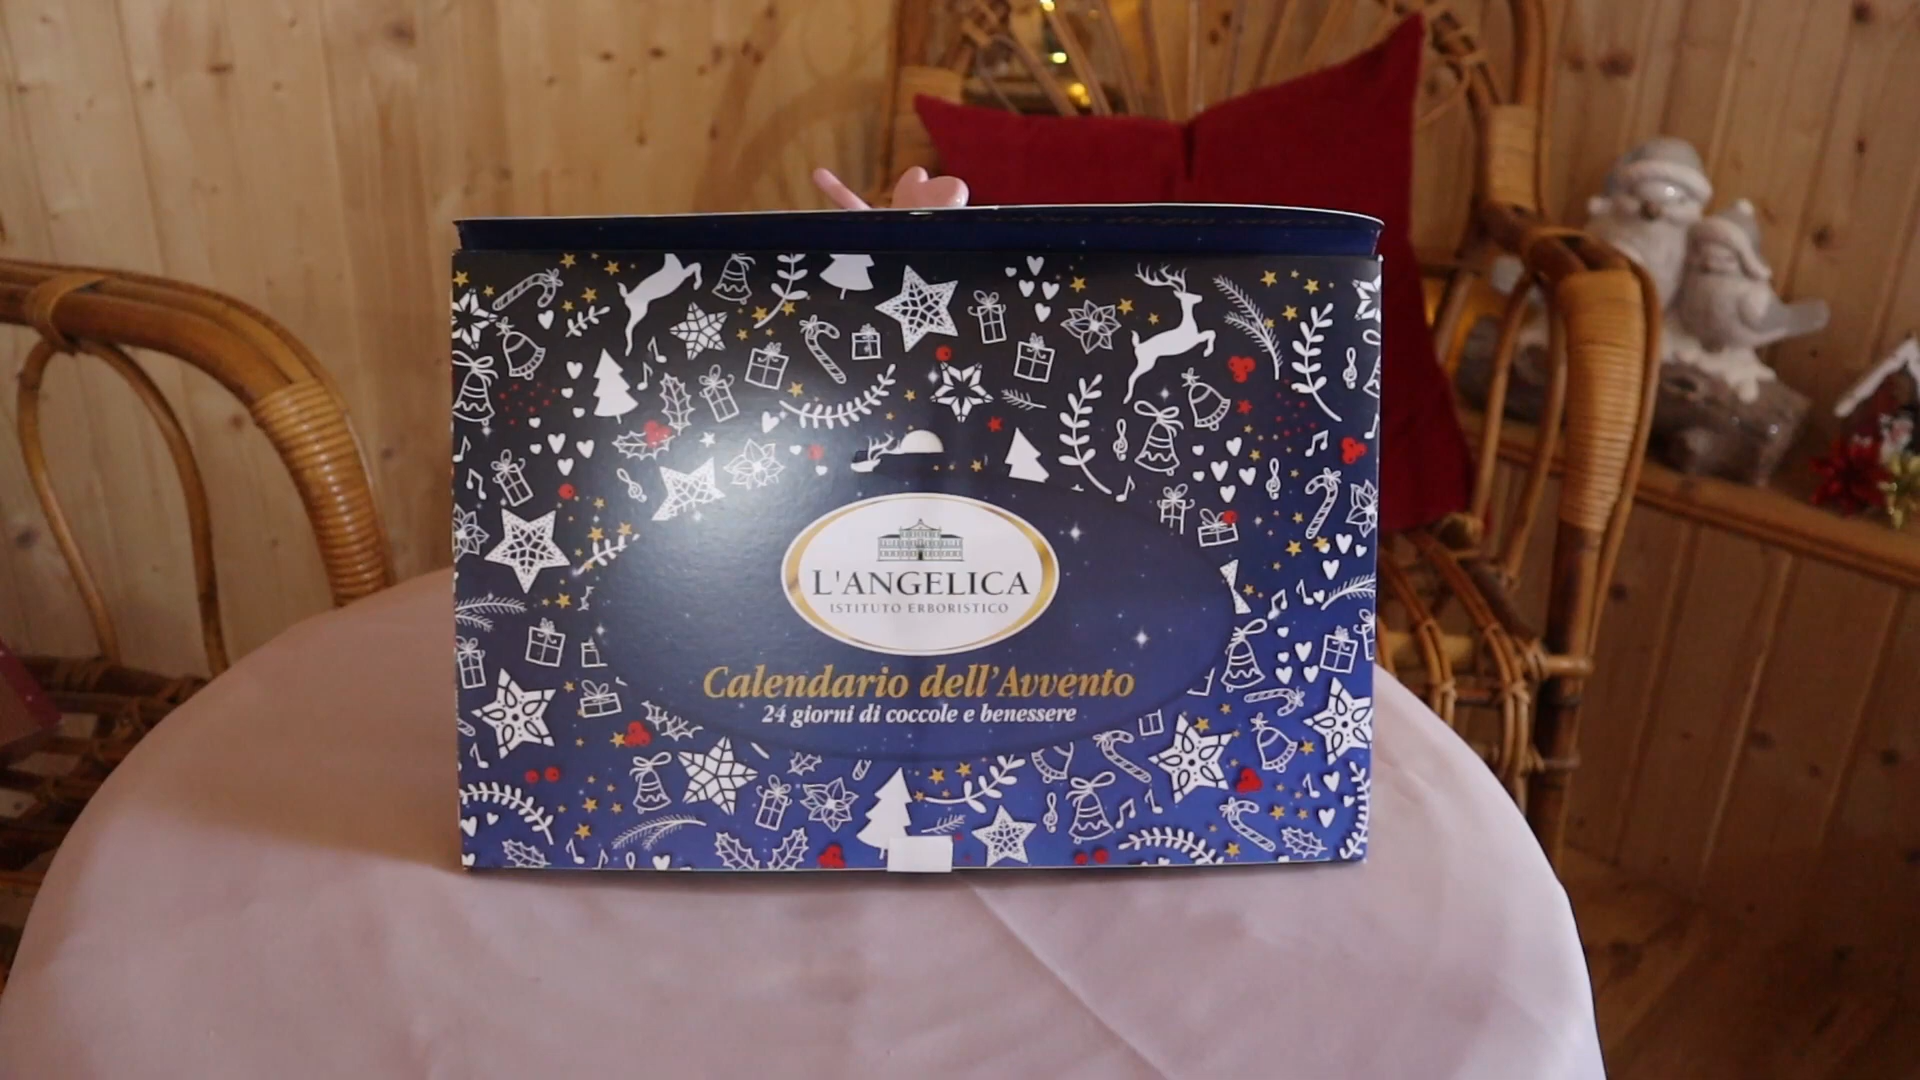 L'ANGELICA
ISTITUTO ERBORISTICO
Calendario dell'Avvento
24 giorni di coccole e benessere